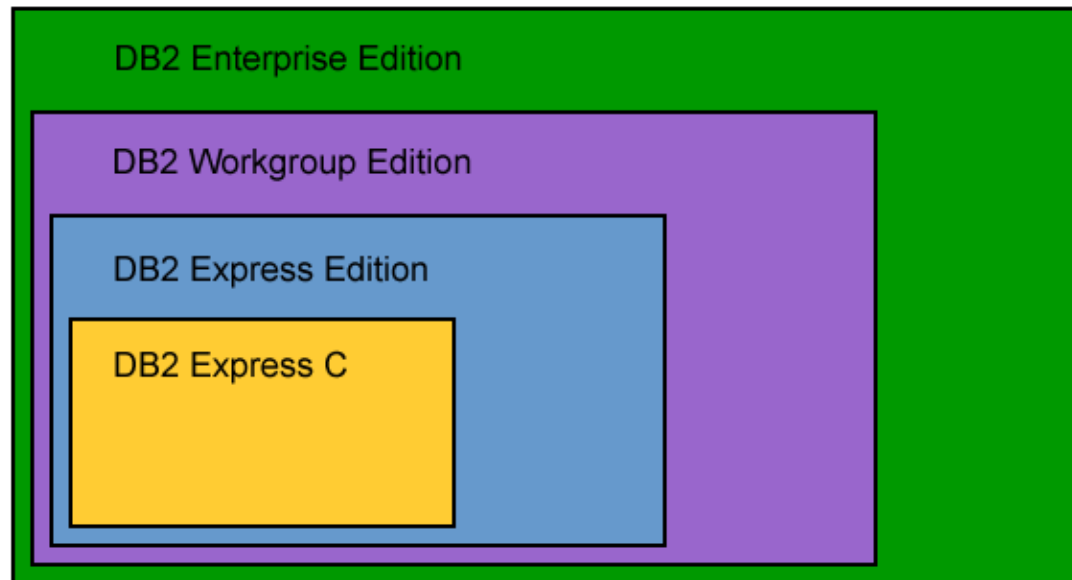 DB2 Enterprise Edition
DB2 Workgroup Edition
DB2 Express Edition
DB2 Express C